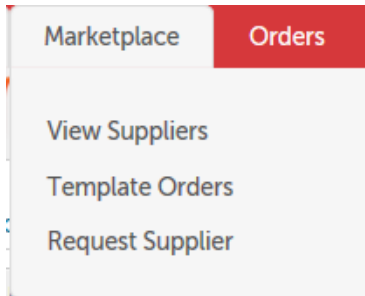 Marketplace Orders
View Suppliers
Template Orders
Request Supplier